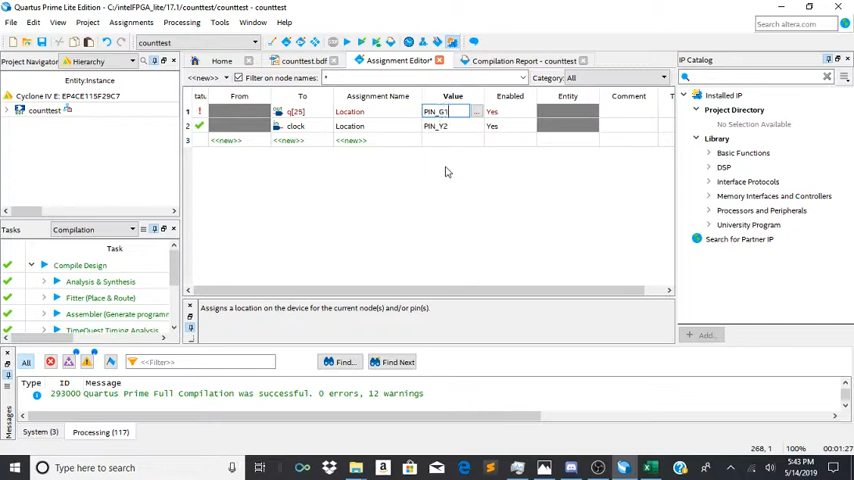 Quartus Prime Lite Edition - C:/intelFPGA_lite/17.1/counttest - counttest
File Edit View Project Assignments Processing Tools Window Help
Search altera.com
counttest
Project Navigator Hierarchy
Home counttest.bdf Assignment Editor* Compilation Report - counttest
IP Catalog
Entity:Instance
Cyclone IV E: EP4CE115F29C7
counttest
<<new>> Filter on node names: * Category: All
tatu From To Assignment Name Value Enabled Entity Comment T
1 ! q[25] Location PIN_G1 ... Yes
2 clock Location PIN_Y2 Yes
3 <<new>> <<new>> <<new>>
Installed IP
Project Directory
No Selection Available
Library
Basic Functions
DSP
Interface Protocols
Memory Interfaces and Controllers
Processors and Peripherals
University Program
Search for Partner IP
+ Add...
Tasks Compilation
Task
Compile Design
Analysis & Synthesis
Fitter (Place & Route)
Assembler (Generate programm
TimeQuest Timing Analysis
Assigns a location on the device for the current node(s) and/or pin(s).
All <<Filter>> Find... Find Next
Type ID Message
293000 Quartus Prime Full Compilation was successful. 0 errors, 12 warnings
Messages
System (3) Processing (117)
268, 1 100% 00:01:27
Type here to search
5:43 PM
5/14/2019